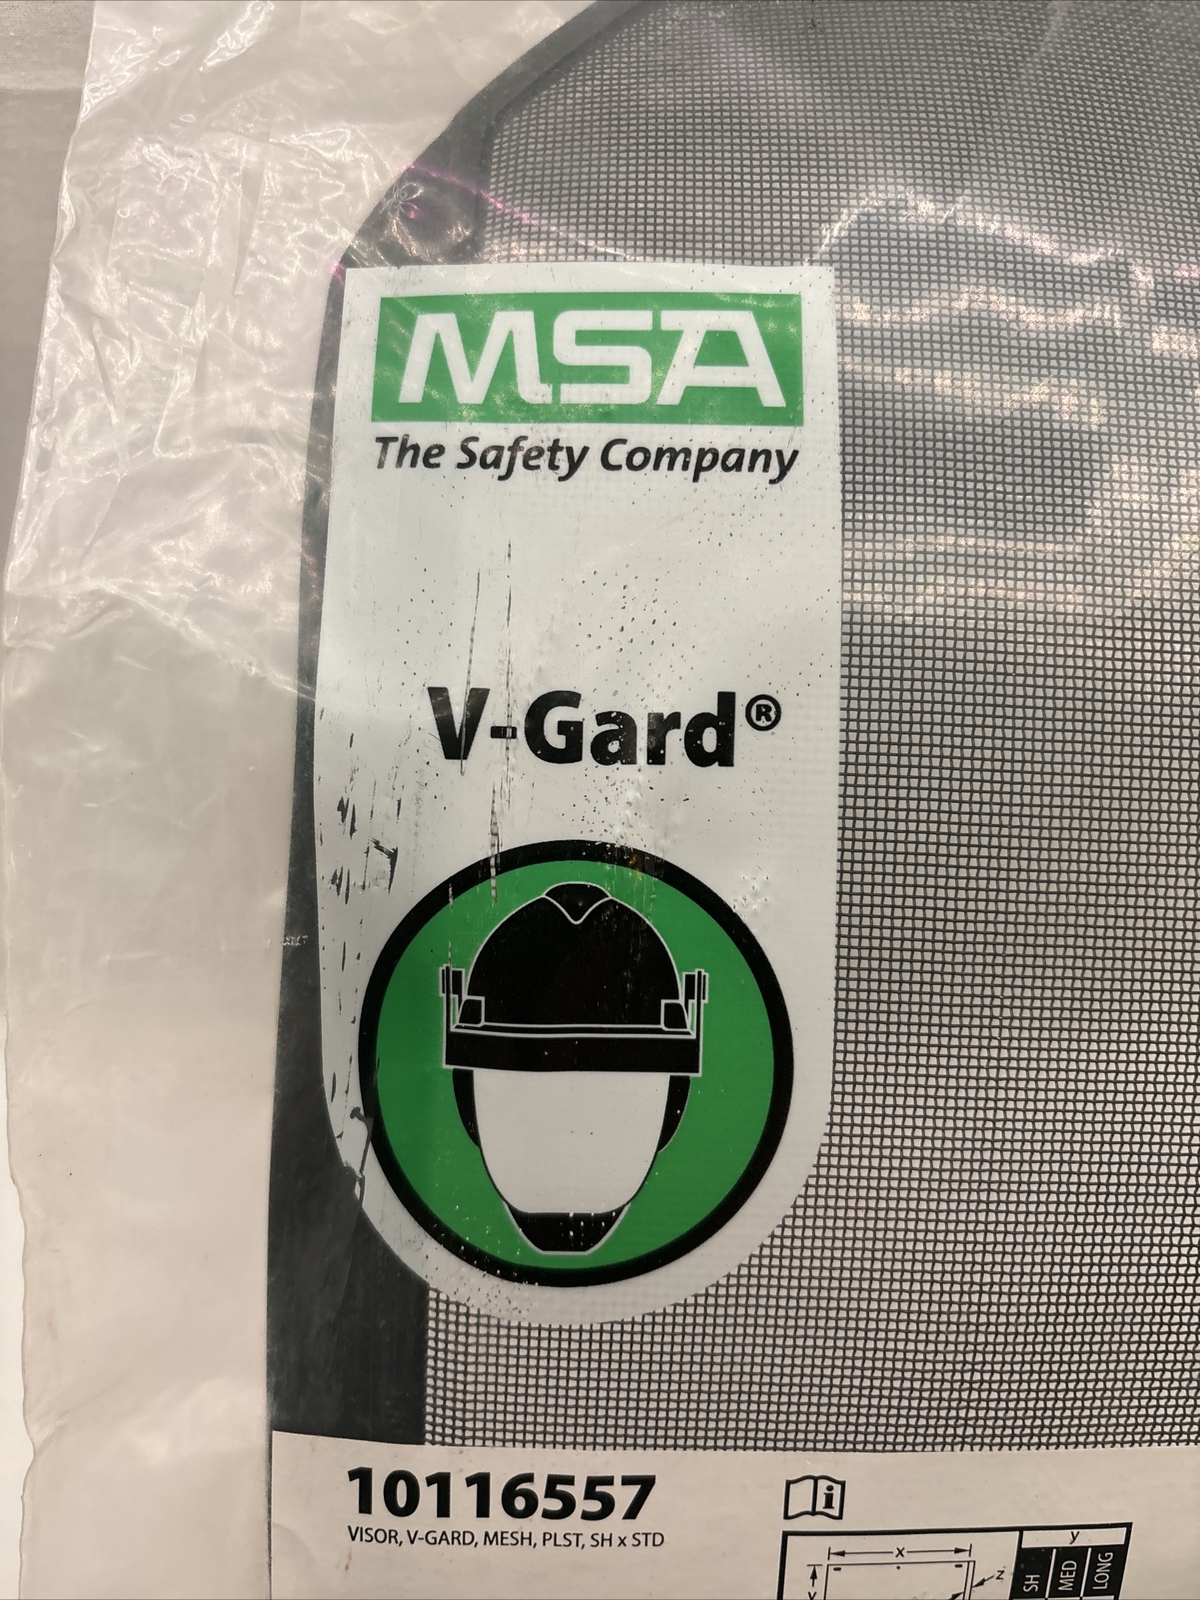 MSA
The Safety Company
V-Gard®
10116557
VISOR, V-GARD, MESH, PLST, SH x STD
i
y
x
z
SH
MED
LONG